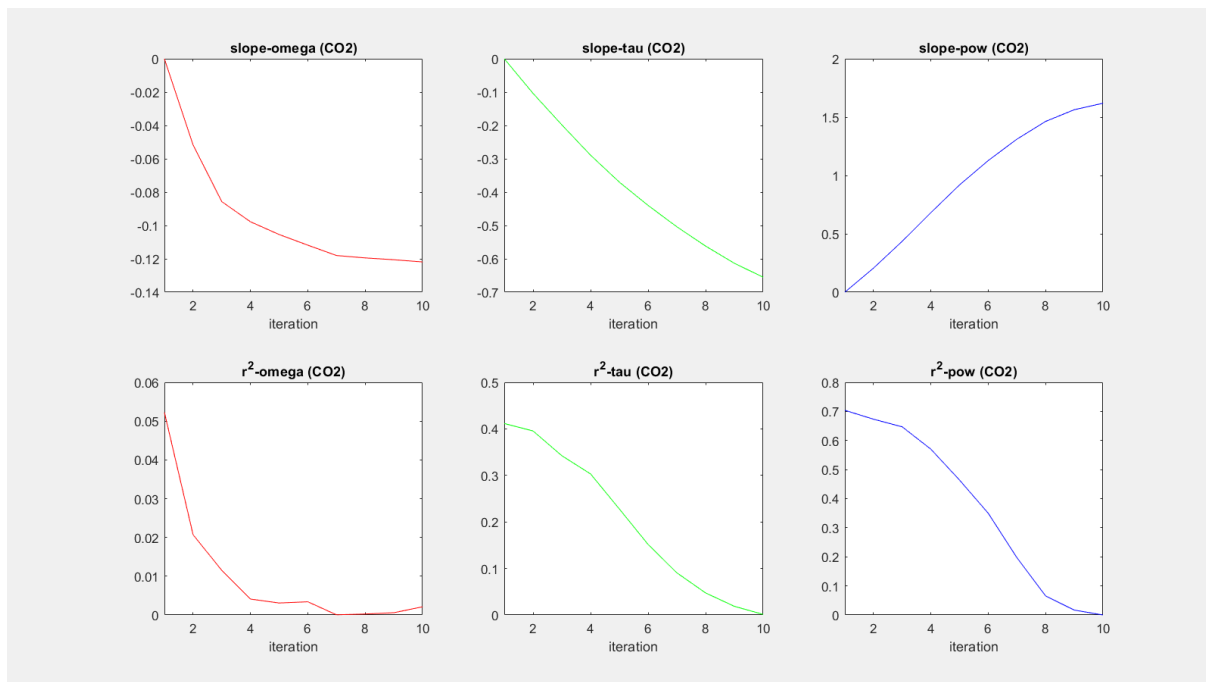 slope-omega (CO2)
0
-0.02
-0.04
-0.06
-0.08
-0.1
-0.12
-0.14
2 4 6 8 10
iteration
slope-tau (CO2)
0
-0.1
-0.2
-0.3
-0.4
-0.5
-0.6
-0.7
2 4 6 8 10
iteration
slope-pow (CO2)
2
1.5
1
0.5
0
2 4 6 8 10
iteration
r²-omega (CO2)
0.06
0.05
0.04
0.03
0.02
0.01
0
2 4 6 8 10
iteration
r²-tau (CO2)
0.5
0.4
0.3
0.2
0.1
0
2 4 6 8 10
iteration
r²-pow (CO2)
0.8
0.7
0.6
0.5
0.4
0.3
0.2
0.1
0
2 4 6 8 10
iteration